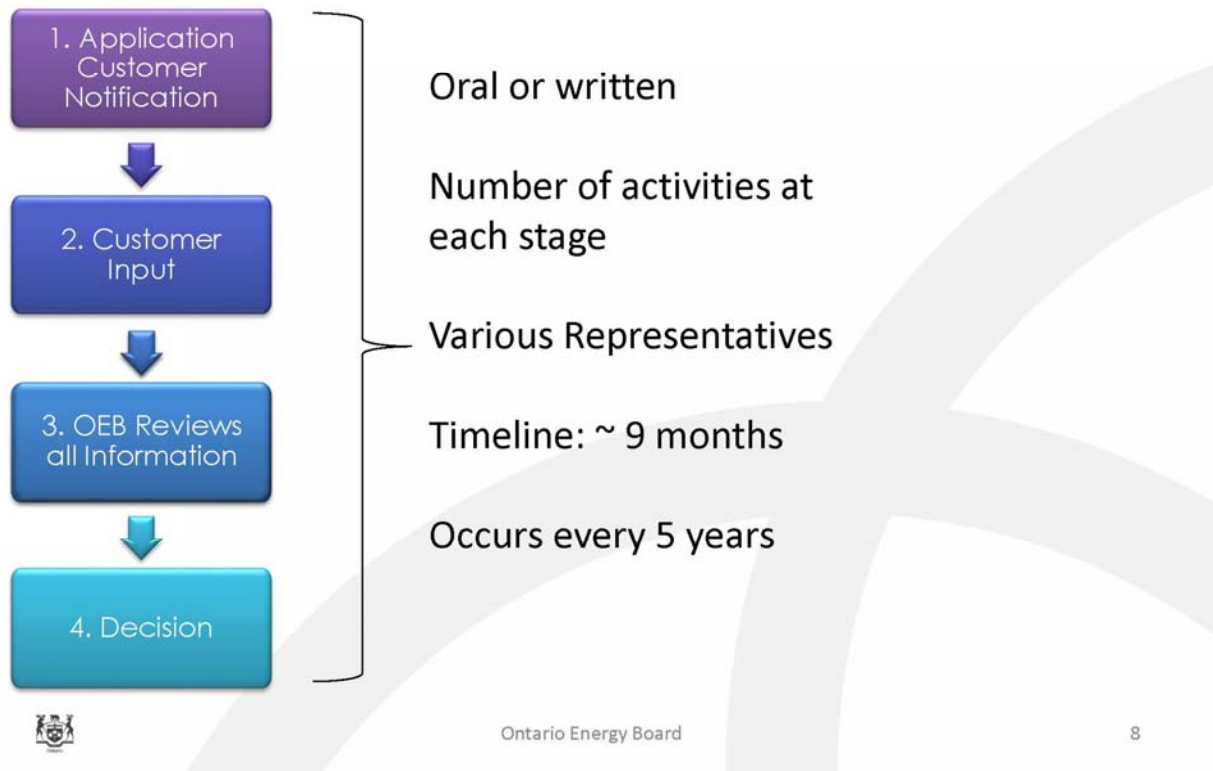 1. Application
Customer
Notification
2. Customer
Input
3. OEB Reviews
all Information
4. Decision
Oral or written
Number of activities at
each stage
Various Representatives
Timeline: ~ 9 months
Occurs every 5 years
Ontario Energy Board
8